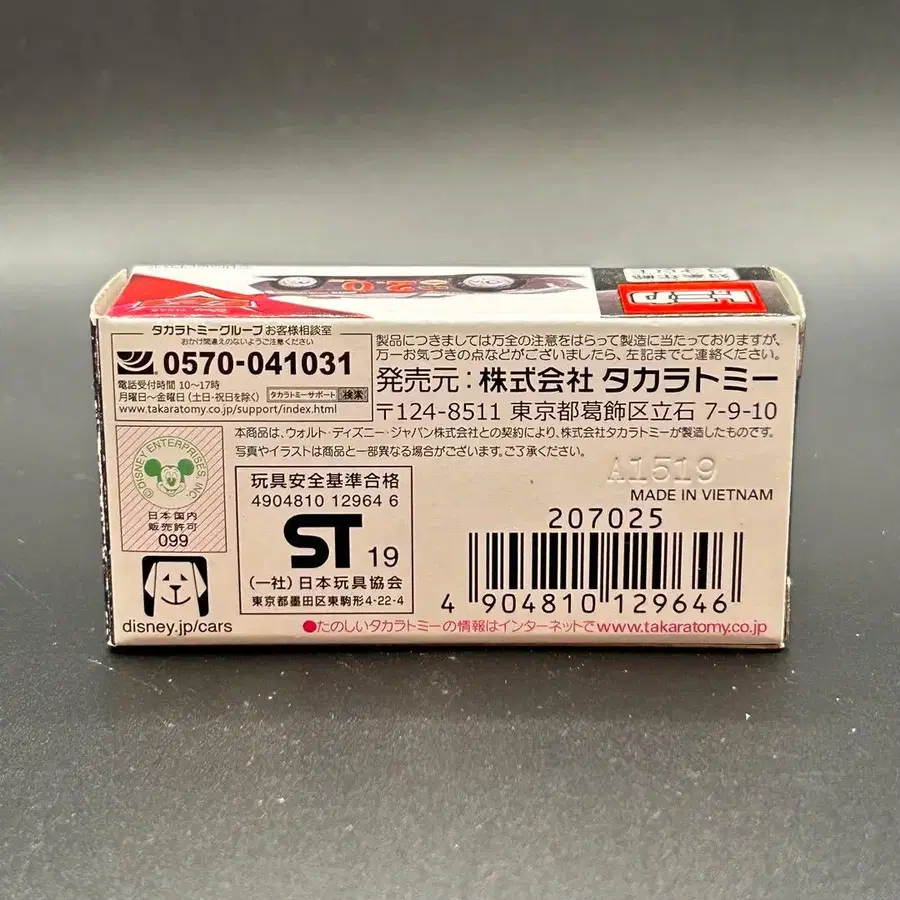 タカラトミーグループ お客様相談室
おかけ間違えのないようご注意ください
0570-041031
電話受付時間 10〜17時
月曜日〜金曜日 (土・日・祝日を除く)
タカラトミーサポート 検索
www.takaratomy.co.jp/support/index.html
製品につきましては万全の注意をはらって製造に当たっておりますが、
万一お気づきの点などがございましたら、左記までご連絡ください。
発売元:株式会社 タカラトミー
〒124-8511 東京都葛飾区立石 7-9-10
本商品は、ウォルト・ディズニー・ジャパン株式会社との契約により、株式会社タカラトミーが製造したものです。
写真やイラストは商品と一部異なる場合がございます。ご了承ください。
A1519
MADE IN VIETNAM
© DISNEY ENTERPRISES, INC.
日本国内
販売許可
099
disney.jp/cars
玩具安全基準合格
4904810 12964 6
ST 19
(一社)日本玩具協会
東京都墨田区東駒形4-22-4
207025
4 904810 129646
●たのしいタカラトミーの情報はインターネットでwww.takaratomy.co.jp